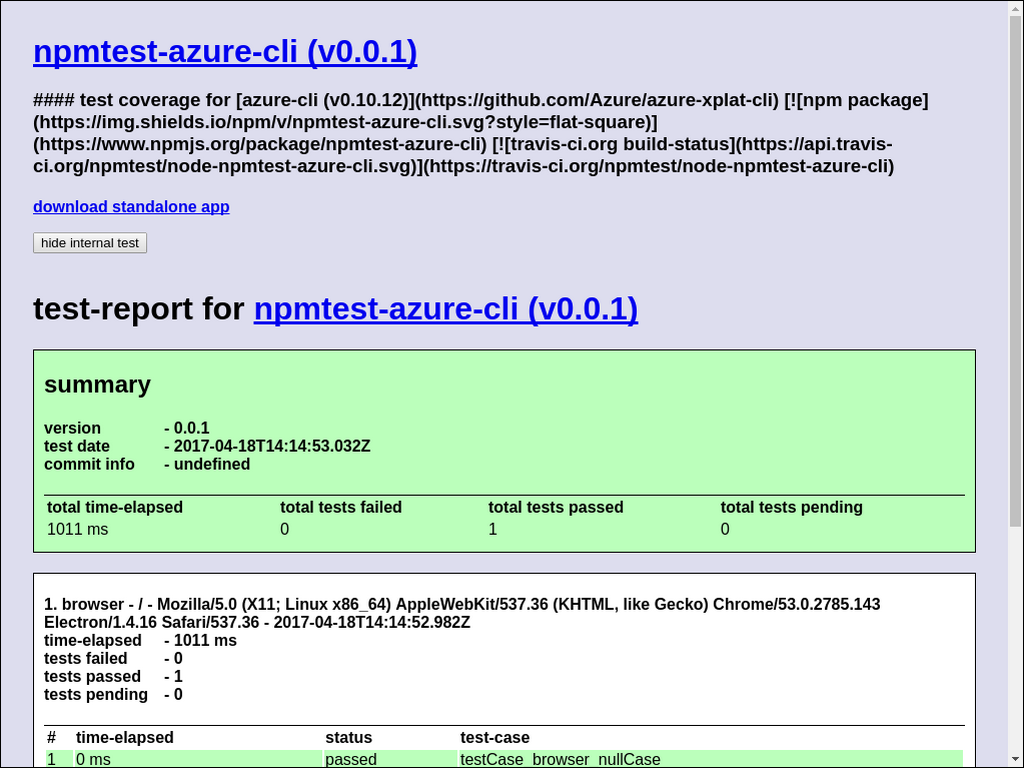 npmtest-azure-cli (v0.0.1)
#### test coverage for [azure-cli (v0.10.12)](https://github.com/Azure/azure-xplat-cli) [![npm package]
(https://img.shields.io/npm/v/npmtest-azure-cli.svg?style=flat-square)]
(https://www.npmjs.org/package/npmtest-azure-cli) [![travis-ci.org build-status](https://api.travis-
ci.org/npmtest/node-npmtest-azure-cli.svg)](https://travis-ci.org/npmtest/node-npmtest-azure-cli)
download standalone app
hide internal test
test-report for npmtest-azure-cli (v0.0.1)
summary
version - 0.0.1
test date - 2017-04-18T14:14:53.032Z
commit info - undefined
total time-elapsed total tests failed total tests passed total tests pending
1011 ms 0 1 0
1. browser - / - Mozilla/5.0 (X11; Linux x86_64) AppleWebKit/537.36 (KHTML, like Gecko) Chrome/53.0.2785.143
Electron/1.4.16 Safari/537.36 - 2017-04-18T14:14:52.982Z
time-elapsed - 1011 ms
tests failed - 0
tests passed - 1
tests pending - 0
# time-elapsed status test-case
1 0 ms passed testCase_browser_nullCase